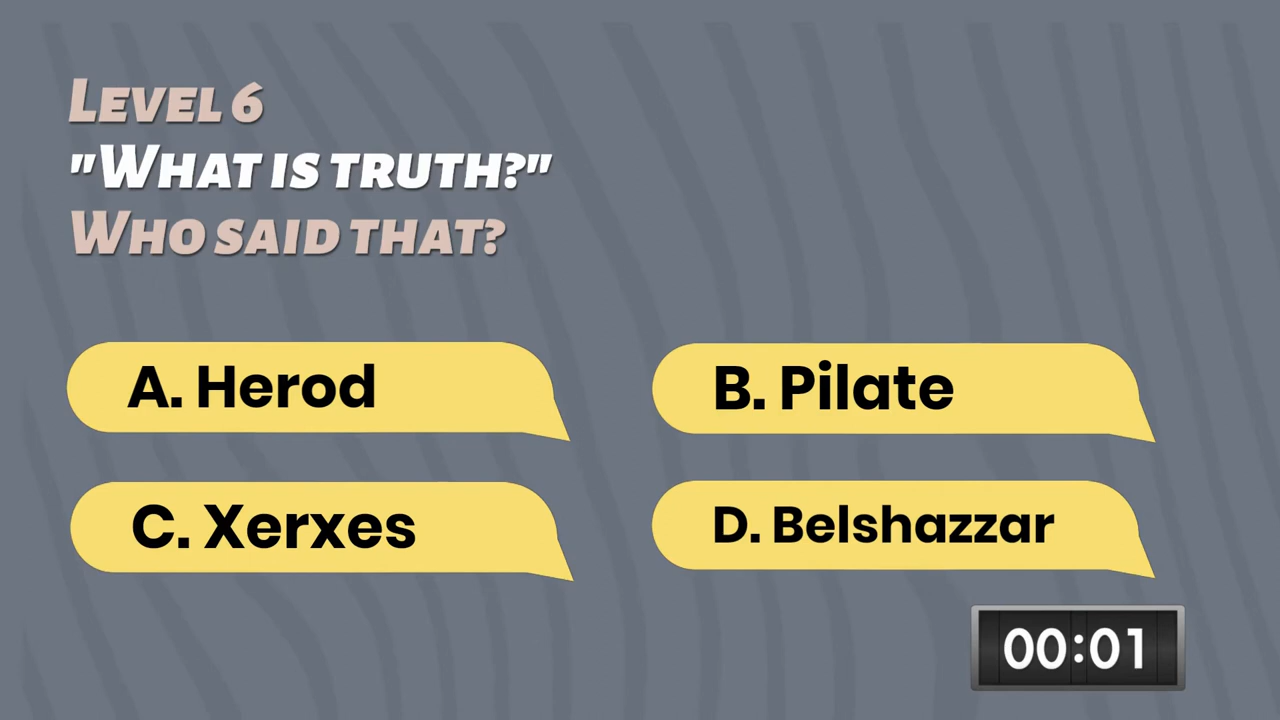 Level 6
"What is truth?"
Who said that?
A. Herod
B. Pilate
C. Xerxes
D. Belshazzar
00:01